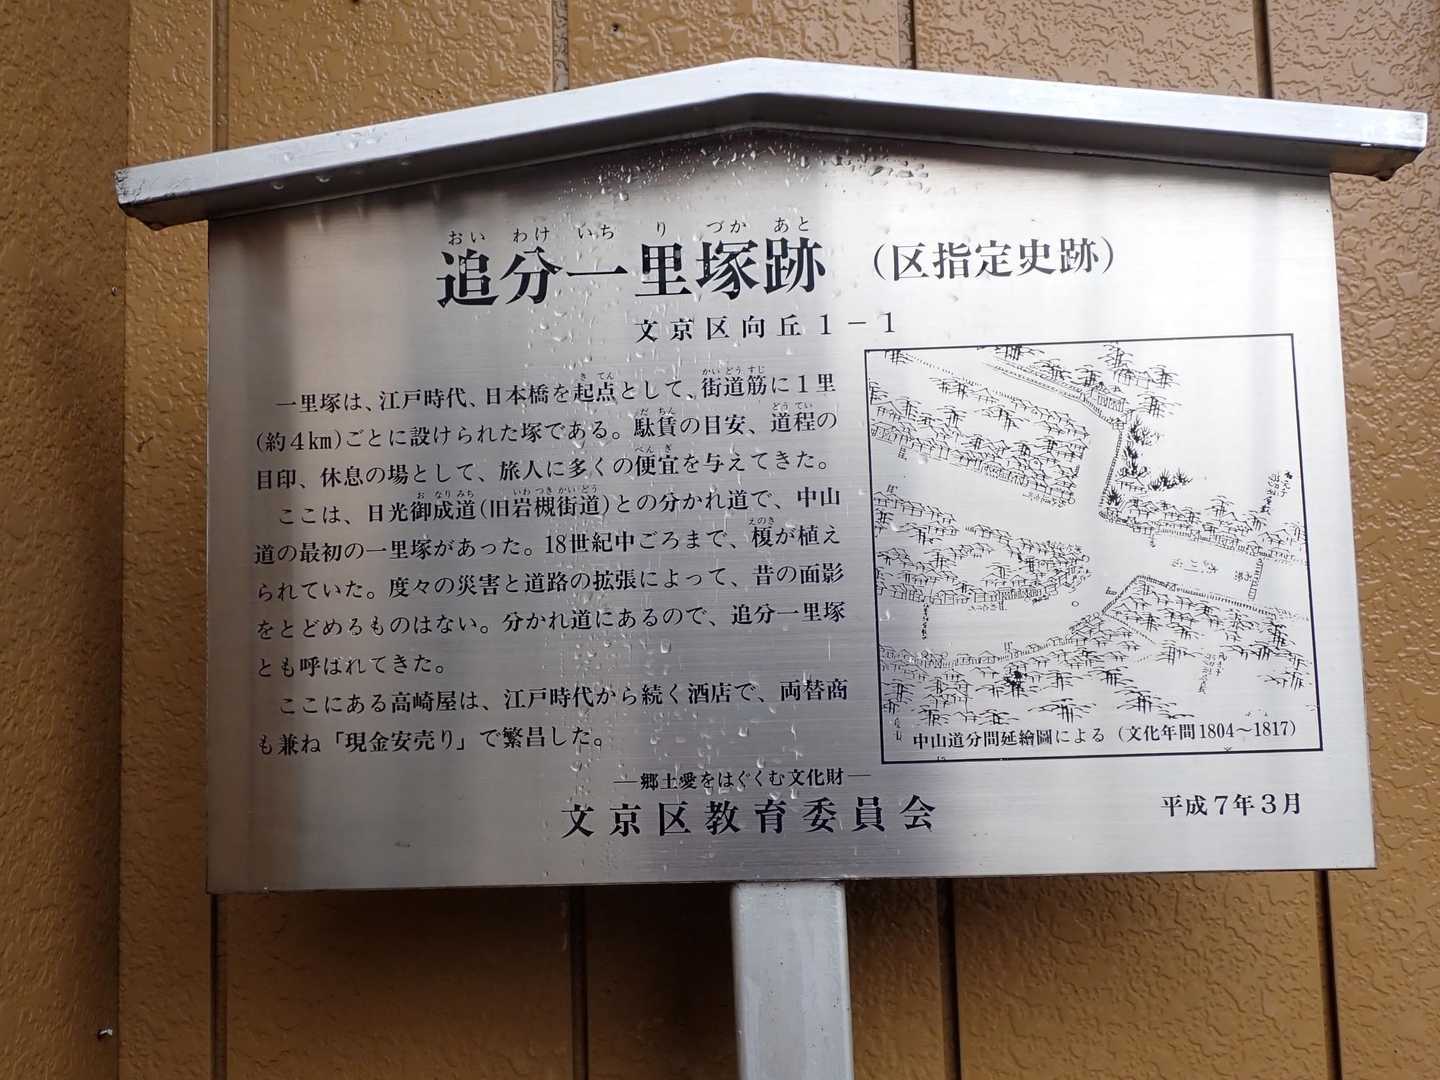 おいわけいちりづかあと
追分一里塚跡 (区指定史跡)
文京区向丘1-1
一里塚は、江戸時代、日本橋を起点として、街道筋に1里
(約4km)ごとに設けられた塚である。駄賃の目安、道程の
目印、休息の場として、旅人に多くの便宜を与えてきた。
ここは、日光御成道(旧岩槻街道)との分かれ道で、中山
道の最初の一里塚があった。18世紀中ごろまで、榎が植え
られていた。度々の災害と道路の拡張によって、昔の面影
をとどめるものはない。分かれ道にあるので、追分一里塚
とも呼ばれてきた。
ここにある高崎屋は、江戸時代から続く酒店で、両替商
も兼ね「現金安売り」で繁昌した。
中山道分間延繪圖による (文化年間1804〜1817)
―郷土愛をはぐくむ文化財―
文京区教育委員会
平成7年3月